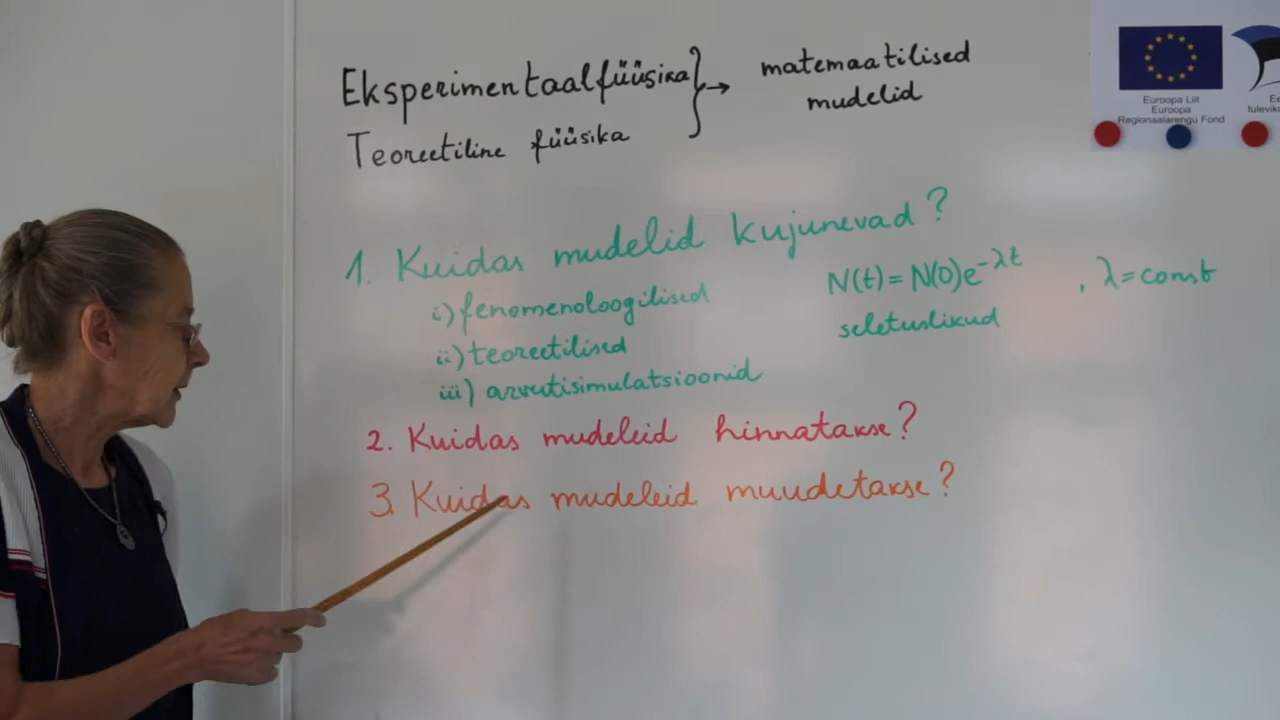 Eksperimentaalfüüsika } → matemaatilised mudelid
Teoreetiline füüsika
1. Kuidas mudelid kujunevad?
i) fenomenoloogilised N(t) = N(0)e^-λt , λ = const
ii) teoreetilised seletuslikud
iii) arvutisimulatsioonid
2. Kuidas mudeleid hinnatakse?
3. Kuidas mudeleid muudetakse?
Euroopa Liit
Euroopa
Regionaalarengu Fond